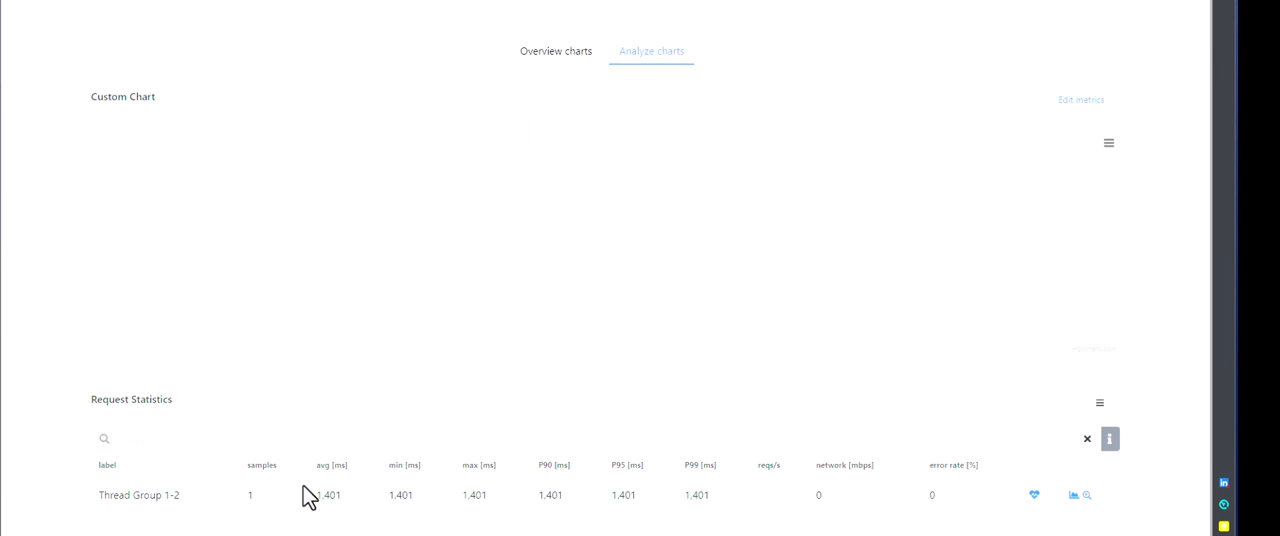 Overview charts Analyze charts
Custom Chart
Edit metrics
Request Statistics
label samples avg [ms] min [ms] max [ms] P90 [ms] P95 [ms] P99 [ms] reqs/s network [mbps] error rate [%]
Thread Group 1-2 1 1,401 1,401 1,401 1,401 1,401 1,401 0 0